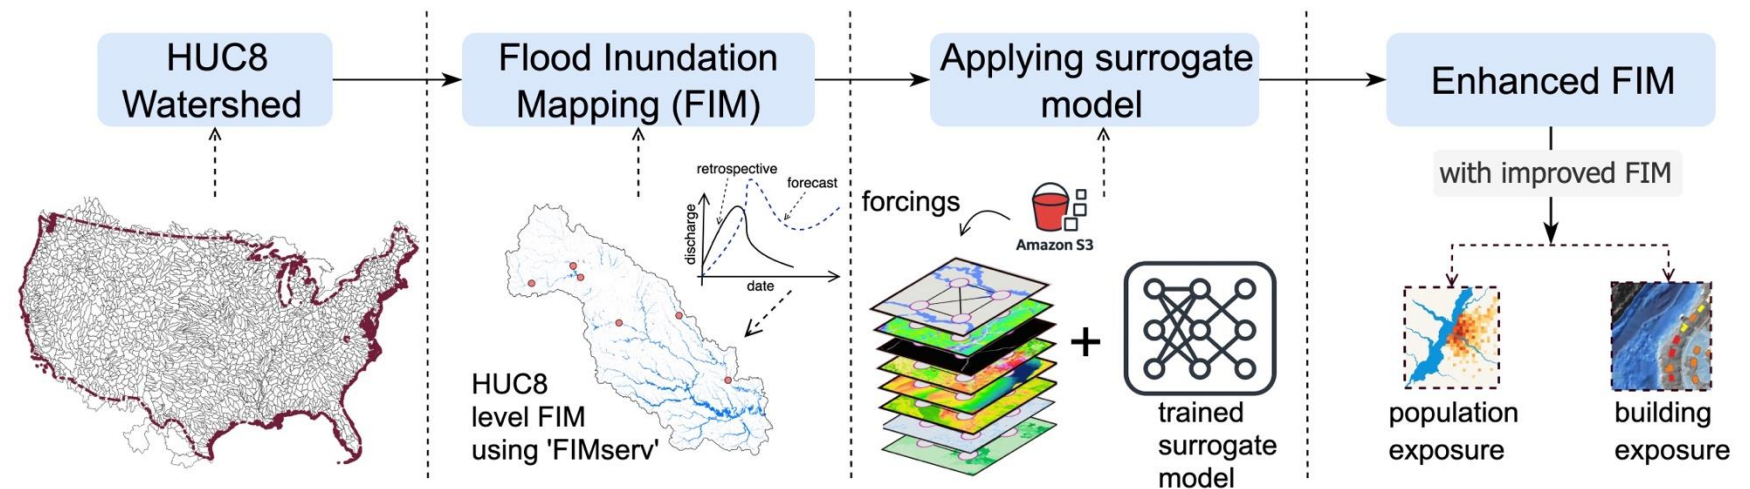 HUC8
Watershed
Flood Inundation
Mapping (FIM)
Applying surrogate
model
Enhanced FIM
with improved FIM
retrospective
forecast
discharge
date
HUC8
level FIM
using 'FIMserv'
forcings
Amazon S3
+
trained
surrogate
model
population
exposure
building
exposure